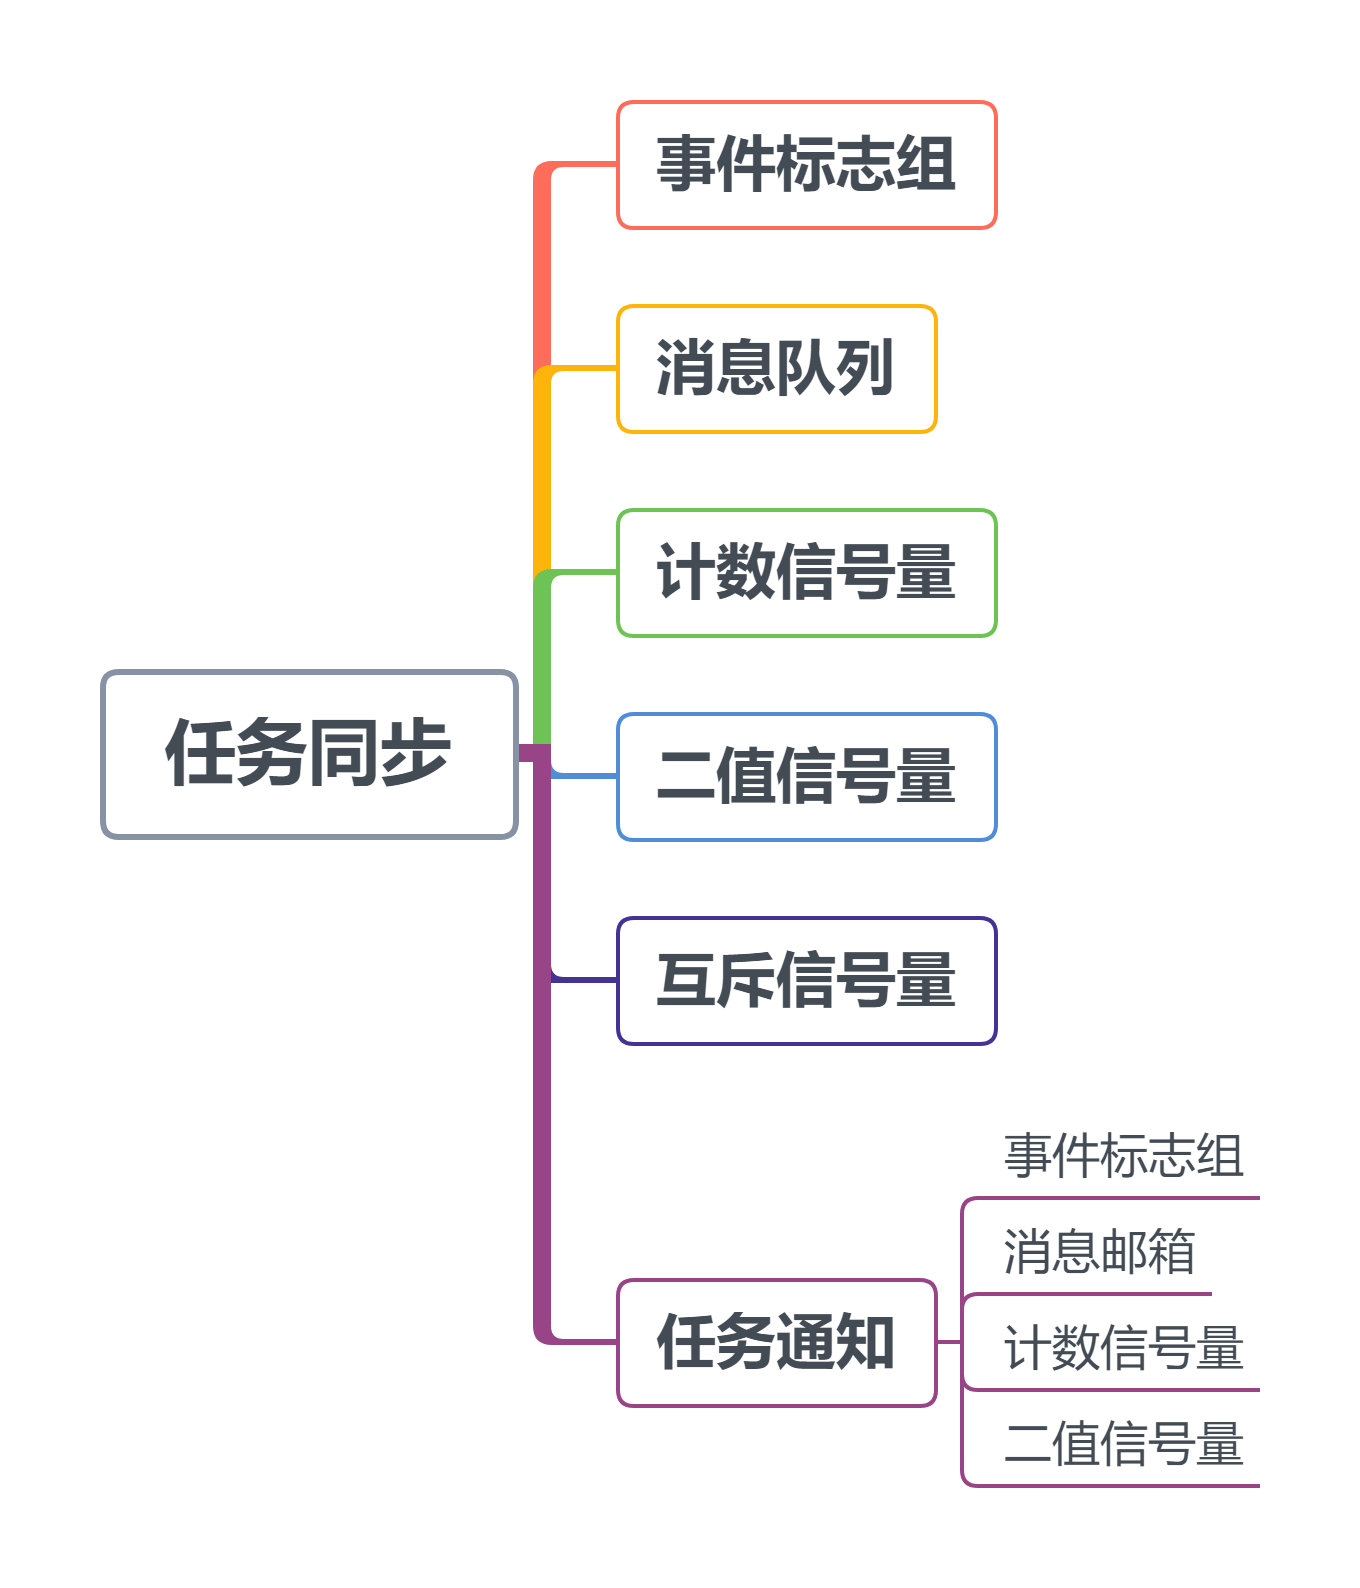 事件标志组
消息队列
计数信号量
任务同步
二值信号量
互斥信号量
事件标志组
消息邮箱
任务通知
计数信号量
二值信号量